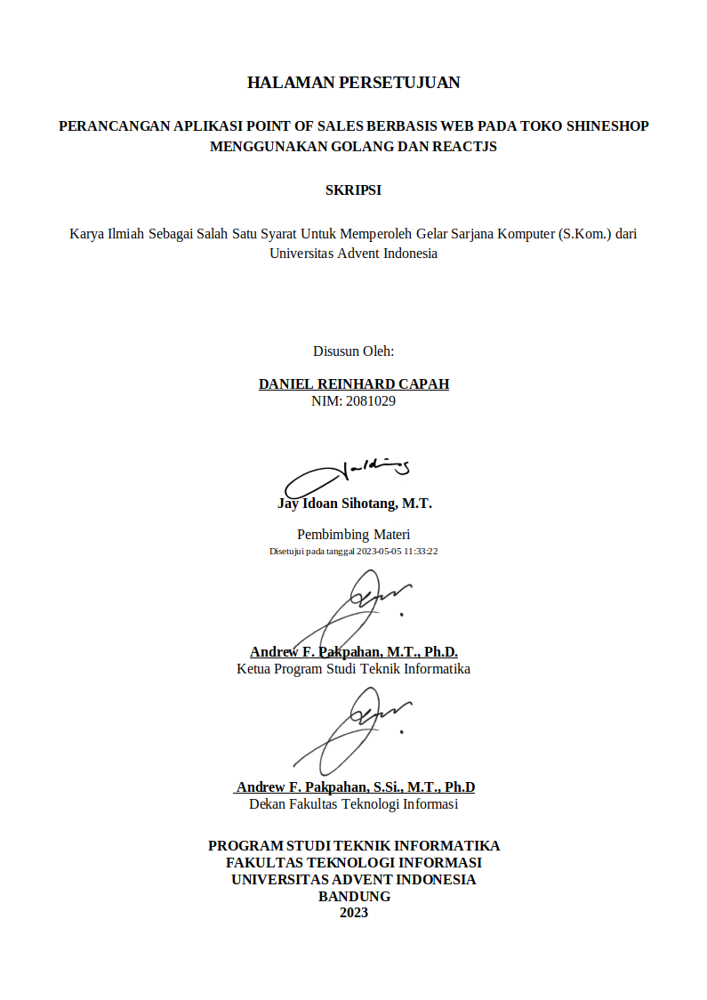 HALAMAN PERSETUJUAN
PERANCANGAN APLIKASI POINT OF SALES BERBASIS WEB PADA TOKO SHINESHOP
MENGGUNAKAN GOLANG DAN REACTJS
SKRIPSI
Karya Ilmiah Sebagai Salah Satu Syarat Untuk Memperoleh Gelar Sarjana Komputer (S.Kom.) dari
Universitas Advent Indonesia
Disusun Oleh:
DANIEL REINHARD CAPAH
NIM: 2081029
Jay Idoan Sihotang, M.T.
Pembimbing Materi
Disetujui pada tanggal 2023-05-05 11:33:22
Andrew F. Pakpahan, M.T., Ph.D.
Ketua Program Studi Teknik Informatika
Andrew F. Pakpahan, S.Si., M.T., Ph.D
Dekan Fakultas Teknologi Informasi
PROGRAM STUDI TEKNIK INFORMATIKA
FAKULTAS TEKNOLOGI INFORMASI
UNIVERSITAS ADVENT INDONESIA
BANDUNG
2023